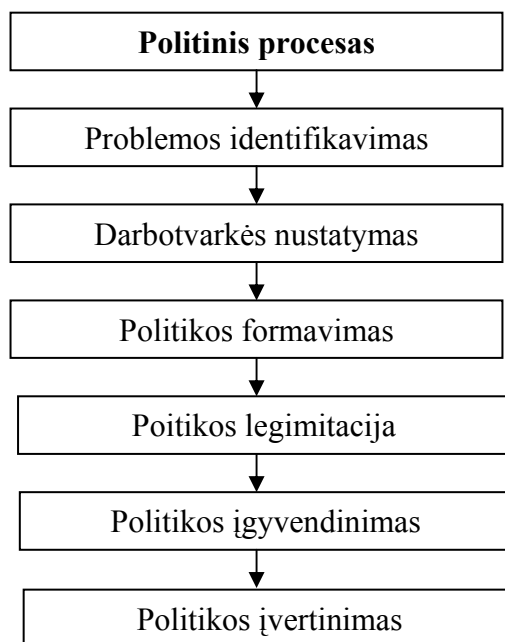 Politinis procesas
Problemos identifikavimas
Darbotvarkės nustatymas
Politikos formavimas
Poitikos legimitacija
Politikos įgyvendinimas
Politikos įvertinimas